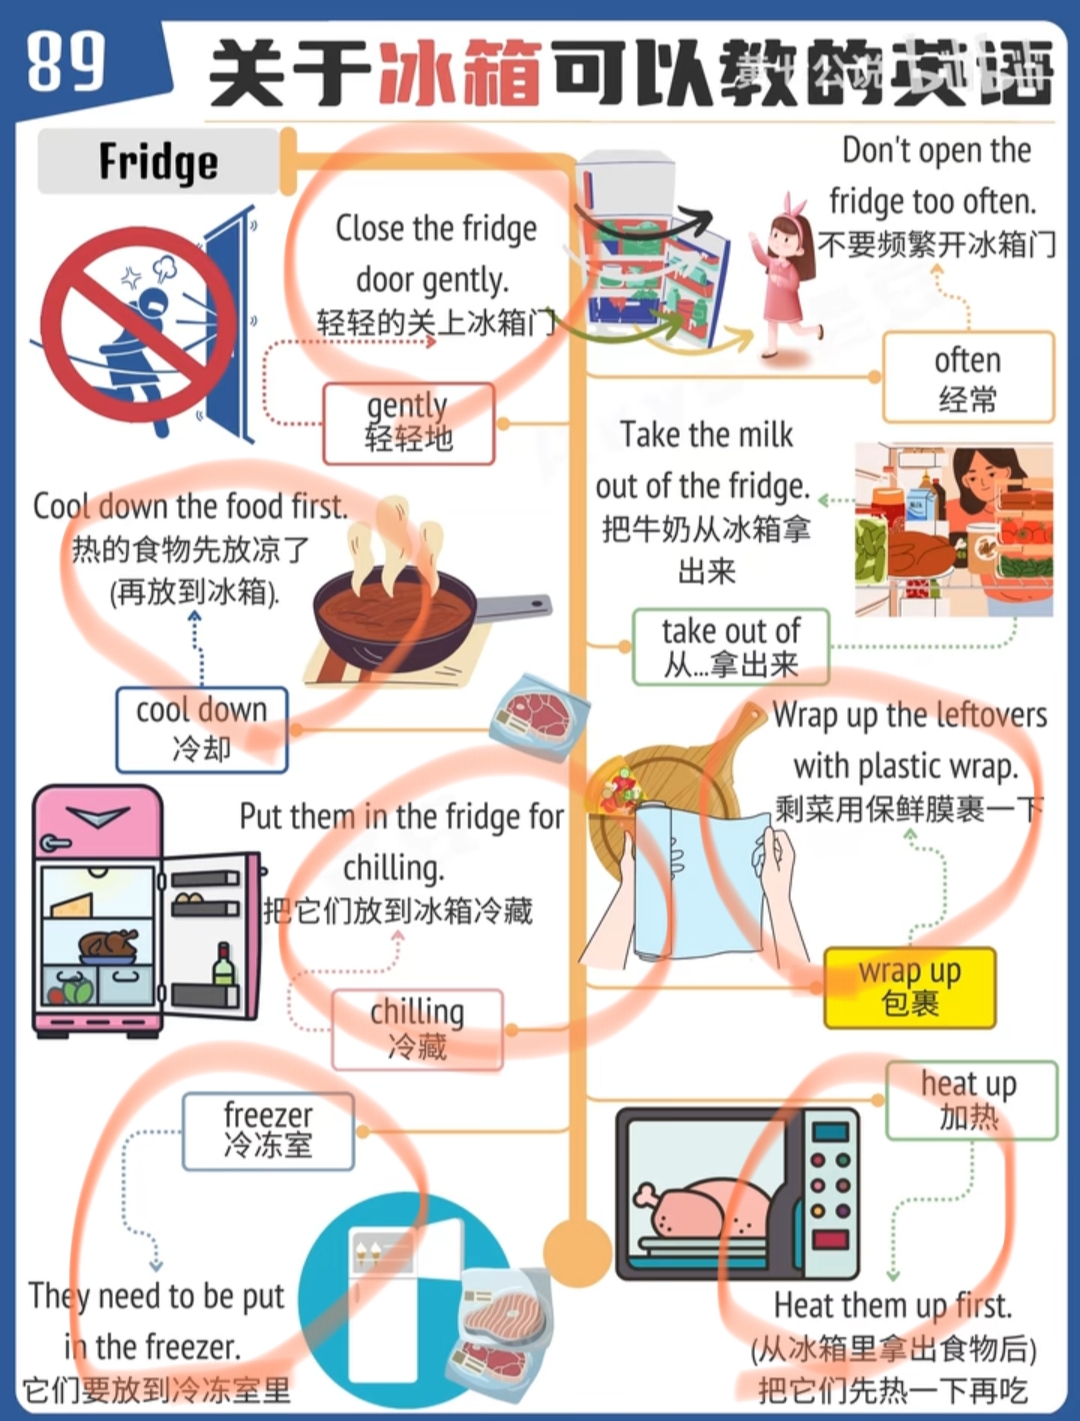 89
关于冰箱可以教的英语
Fridge
Close the fridge
door gently.
轻轻的关上冰箱门
gently
轻轻地
Don't open the
fridge too often.
不要频繁开冰箱门
often
经常
Take the milk
out of the fridge.
把牛奶从冰箱拿
出来
take out of
从...拿出来
Cool down the food first.
热的食物先放凉了
(再放到冰箱).
cool down
冷却
Wrap up the leftovers
with plastic wrap.
剩菜用保鲜膜裹一下
wrap up
包裹
Put them in the fridge for
chilling.
把它们放到冰箱冷藏
chilling
冷藏
freezer
冷冻室
They need to be put
in the freezer.
它们要放到冷冻室里
heat up
加热
Heat them up first.
(从冰箱里拿出食物后)
把它们先热一下再吃